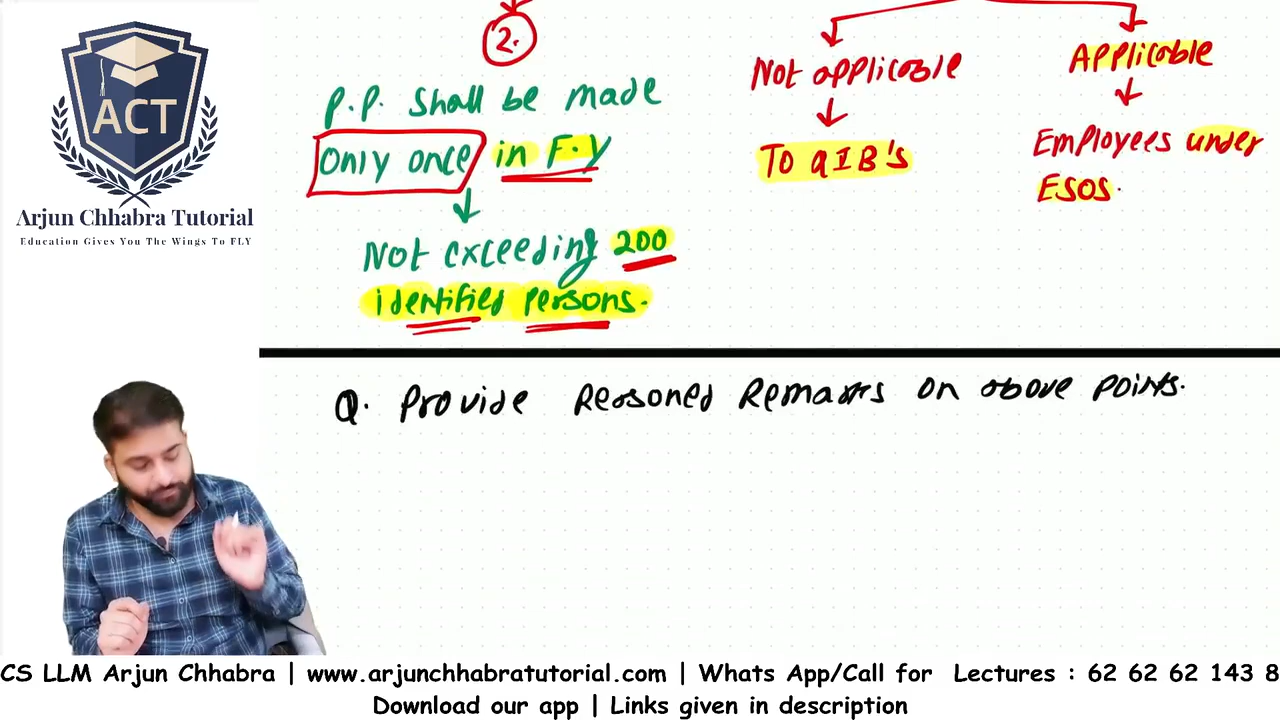 ACT
Arjun Chhabra Tutorial
Education Gives You The Wings To FLY
2.
P.P. Shall be made
Only once in F.Y
Not exceeding 200
identified persons.
Not applicable
To QIB's
Applicable
Employees under
ESOS.
Q. Provide Reasoned Remarks on above points.
CS LLM Arjun Chhabra | www.arjunchhabratutorial.com | Whats App/Call for Lectures : 62 62 62 143 8
Download our app | Links given in description